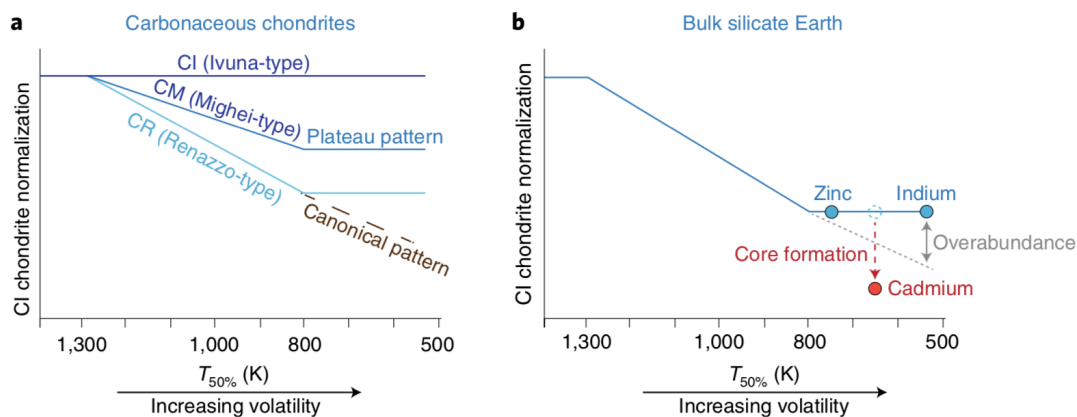 a
Carbonaceous chondrites
CI chondrite normalization
CI (Ivuna-type)
CM (Mighei-type)
Plateau pattern
CR (Renazzo-type)
Canonical pattern
1,300
1,000
800
500
T50% (K)
Increasing volatility
b
Bulk silicate Earth
CI chondrite normalization
Zinc
Indium
Core formation
Overabundance
Cadmium
1,300
1,000
800
500
T50% (K)
Increasing volatility